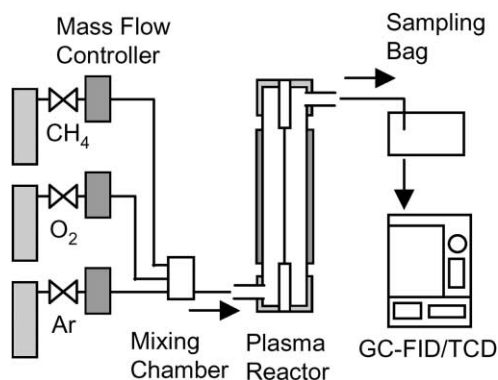 Mass Flow
Controller
Sampling
Bag
CH₄
O₂
Ar
Mixing
Chamber
Plasma
Reactor
GC-FID/TCD